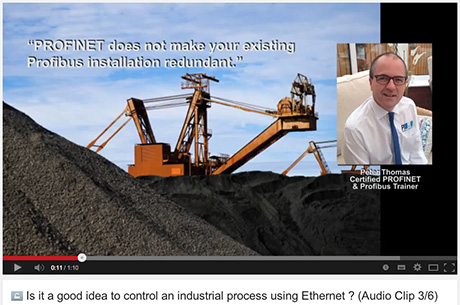 “PROFINET does not make your existing
Profibus installation redundant.”
Peter Thomas
Certified PROFINET
& Profibus Trainer
0:11 / 1:10
Is it a good idea to control an industrial process using Ethernet ? (Audio Clip 3/6)